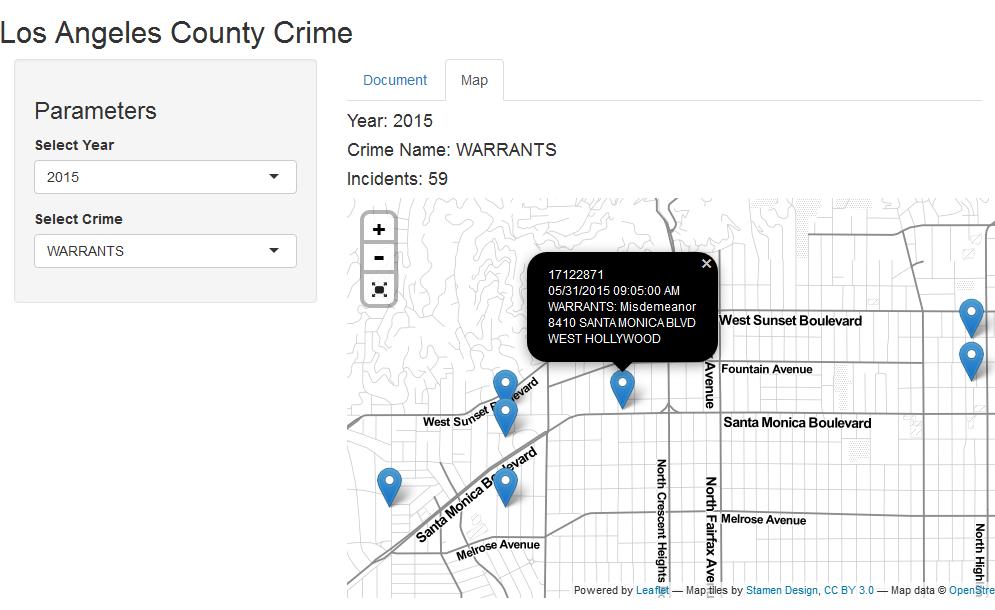 Los Angeles County Crime
Parameters
Select Year
2015
Select Crime
WARRANTS
Document
Map
Year: 2015
Crime Name: WARRANTS
Incidents: 59
+
-
×
17122871
05/31/2015 09:05:00 AM
WARRANTS: Misdemeanor
8410 SANTA MONICA BLVD
WEST HOLLYWOOD
West Sunset Boulevard
Avenue
Fountain Avenue
West Sunset Boulevard
Santa Monica Boulevard
Santa Monica Boulevard
North Crescent Heights
North Fairfax Avenue
Melrose Avenue
Melrose Avenue
North High
Powered by Leaflet — Map tiles by Stamen Design, CC BY 3.0 — Map data © OpenStre